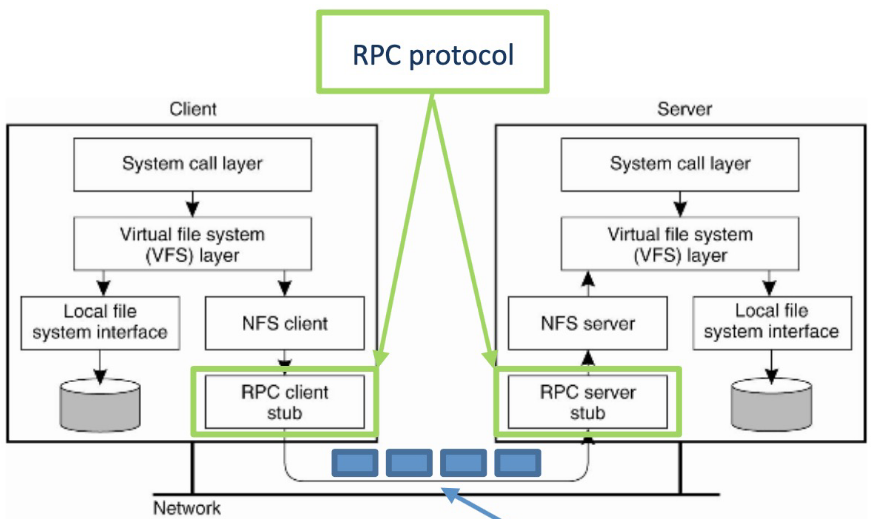 RPC protocol
Client
Server
System call layer
Virtual file system
(VFS) layer
Local file
system interface
NFS client
RPC client
stub
System call layer
Virtual file system
(VFS) layer
NFS server
Local file
system interface
RPC server
stub
Network